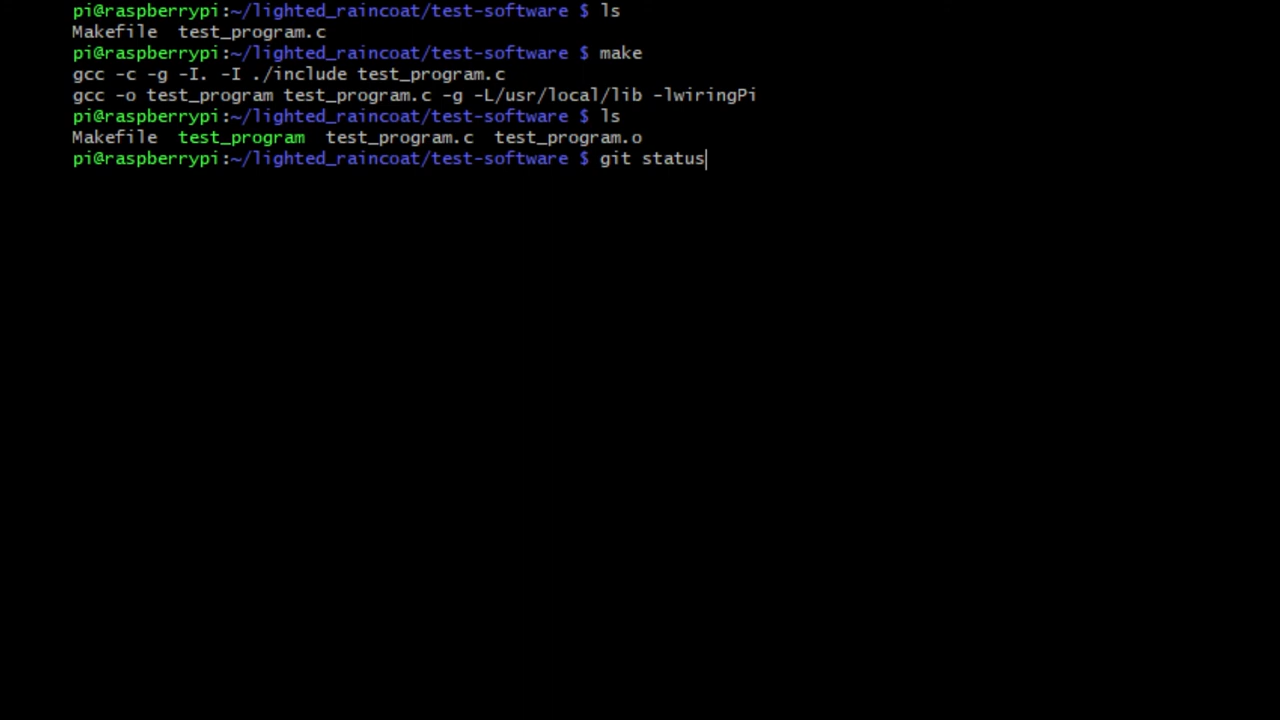 pi@raspberrypi:~/lighted_raincoat/test-software $ ls
Makefile  test_program.c
pi@raspberrypi:~/lighted_raincoat/test-software $ make
gcc -c -g -I. -I ./include test_program.c
gcc -o test_program test_program.c -g -L/usr/local/lib -lwiringPi
pi@raspberrypi:~/lighted_raincoat/test-software $ ls
Makefile  test_program  test_program.c  test_program.o
pi@raspberrypi:~/lighted_raincoat/test-software $ git status